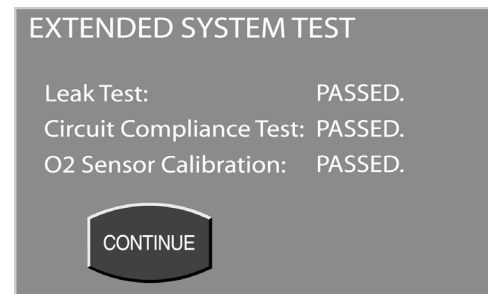 EXTENDED SYSTEM TEST
Leak Test: PASSED.
Circuit Compliance Test: PASSED.
O2 Sensor Calibration: PASSED.
CONTINUE